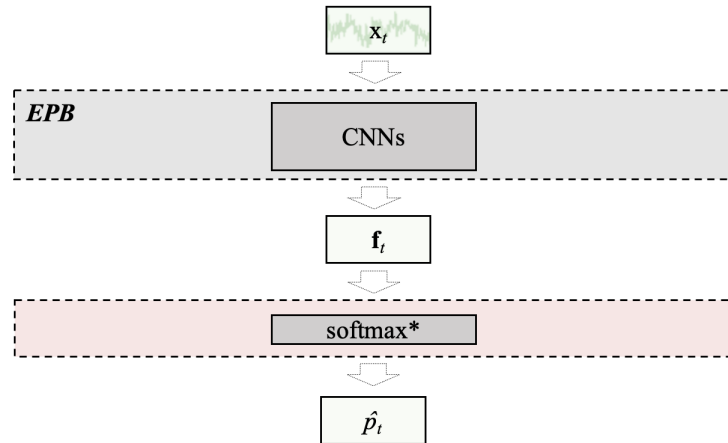 x_t
EPB
CNNs
f_t
softmax*
p̂_t